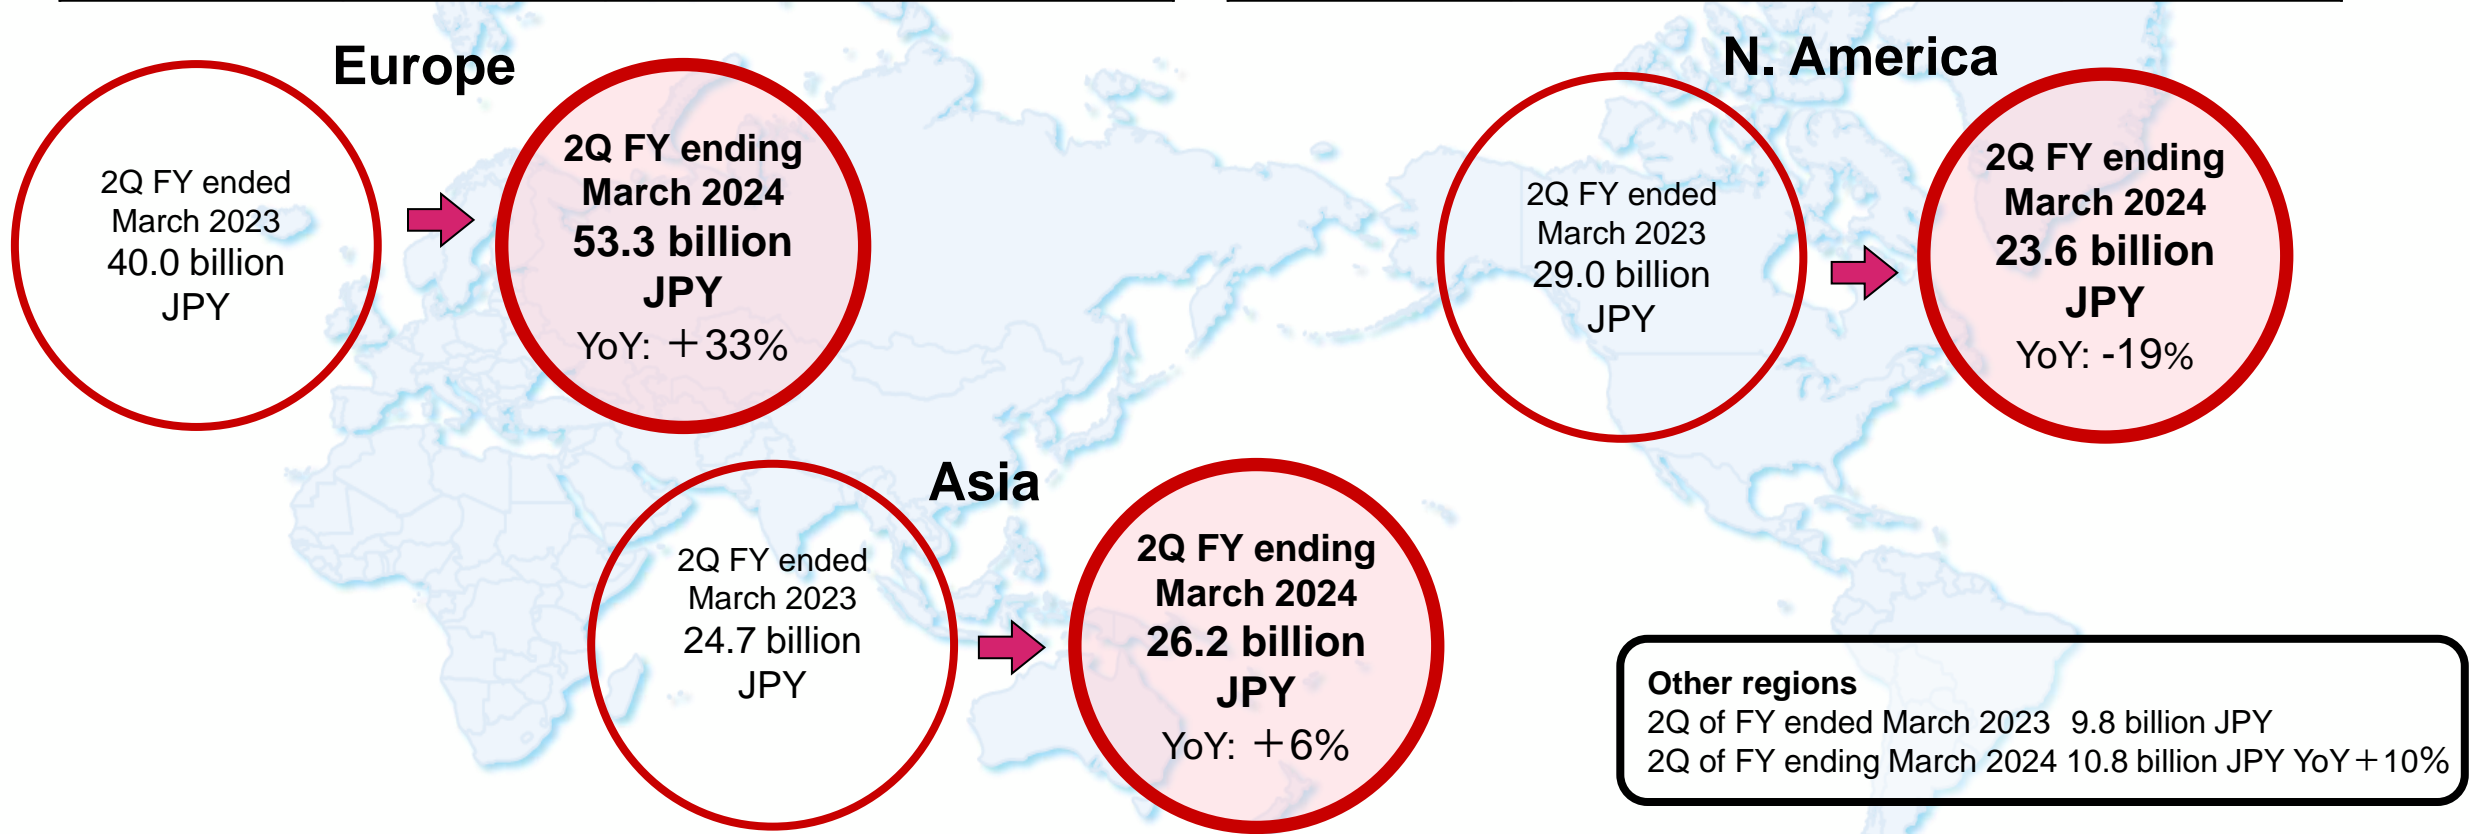 Europe
2Q FY ended
March 2023
40.0 billion
JPY
2Q FY ending
March 2024
53.3 billion
JPY
YoY: ＋33%
N. America
2Q FY ended
March 2023
29.0 billion
JPY
2Q FY ending
March 2024
23.6 billion
JPY
YoY: -19%
Asia
2Q FY ended
March 2023
24.7 billion
JPY
2Q FY ending
March 2024
26.2 billion
JPY
YoY: ＋6%
Other regions
2Q of FY ended March 2023 9.8 billion JPY
2Q of FY ending March 2024 10.8 billion JPY YoY＋10%